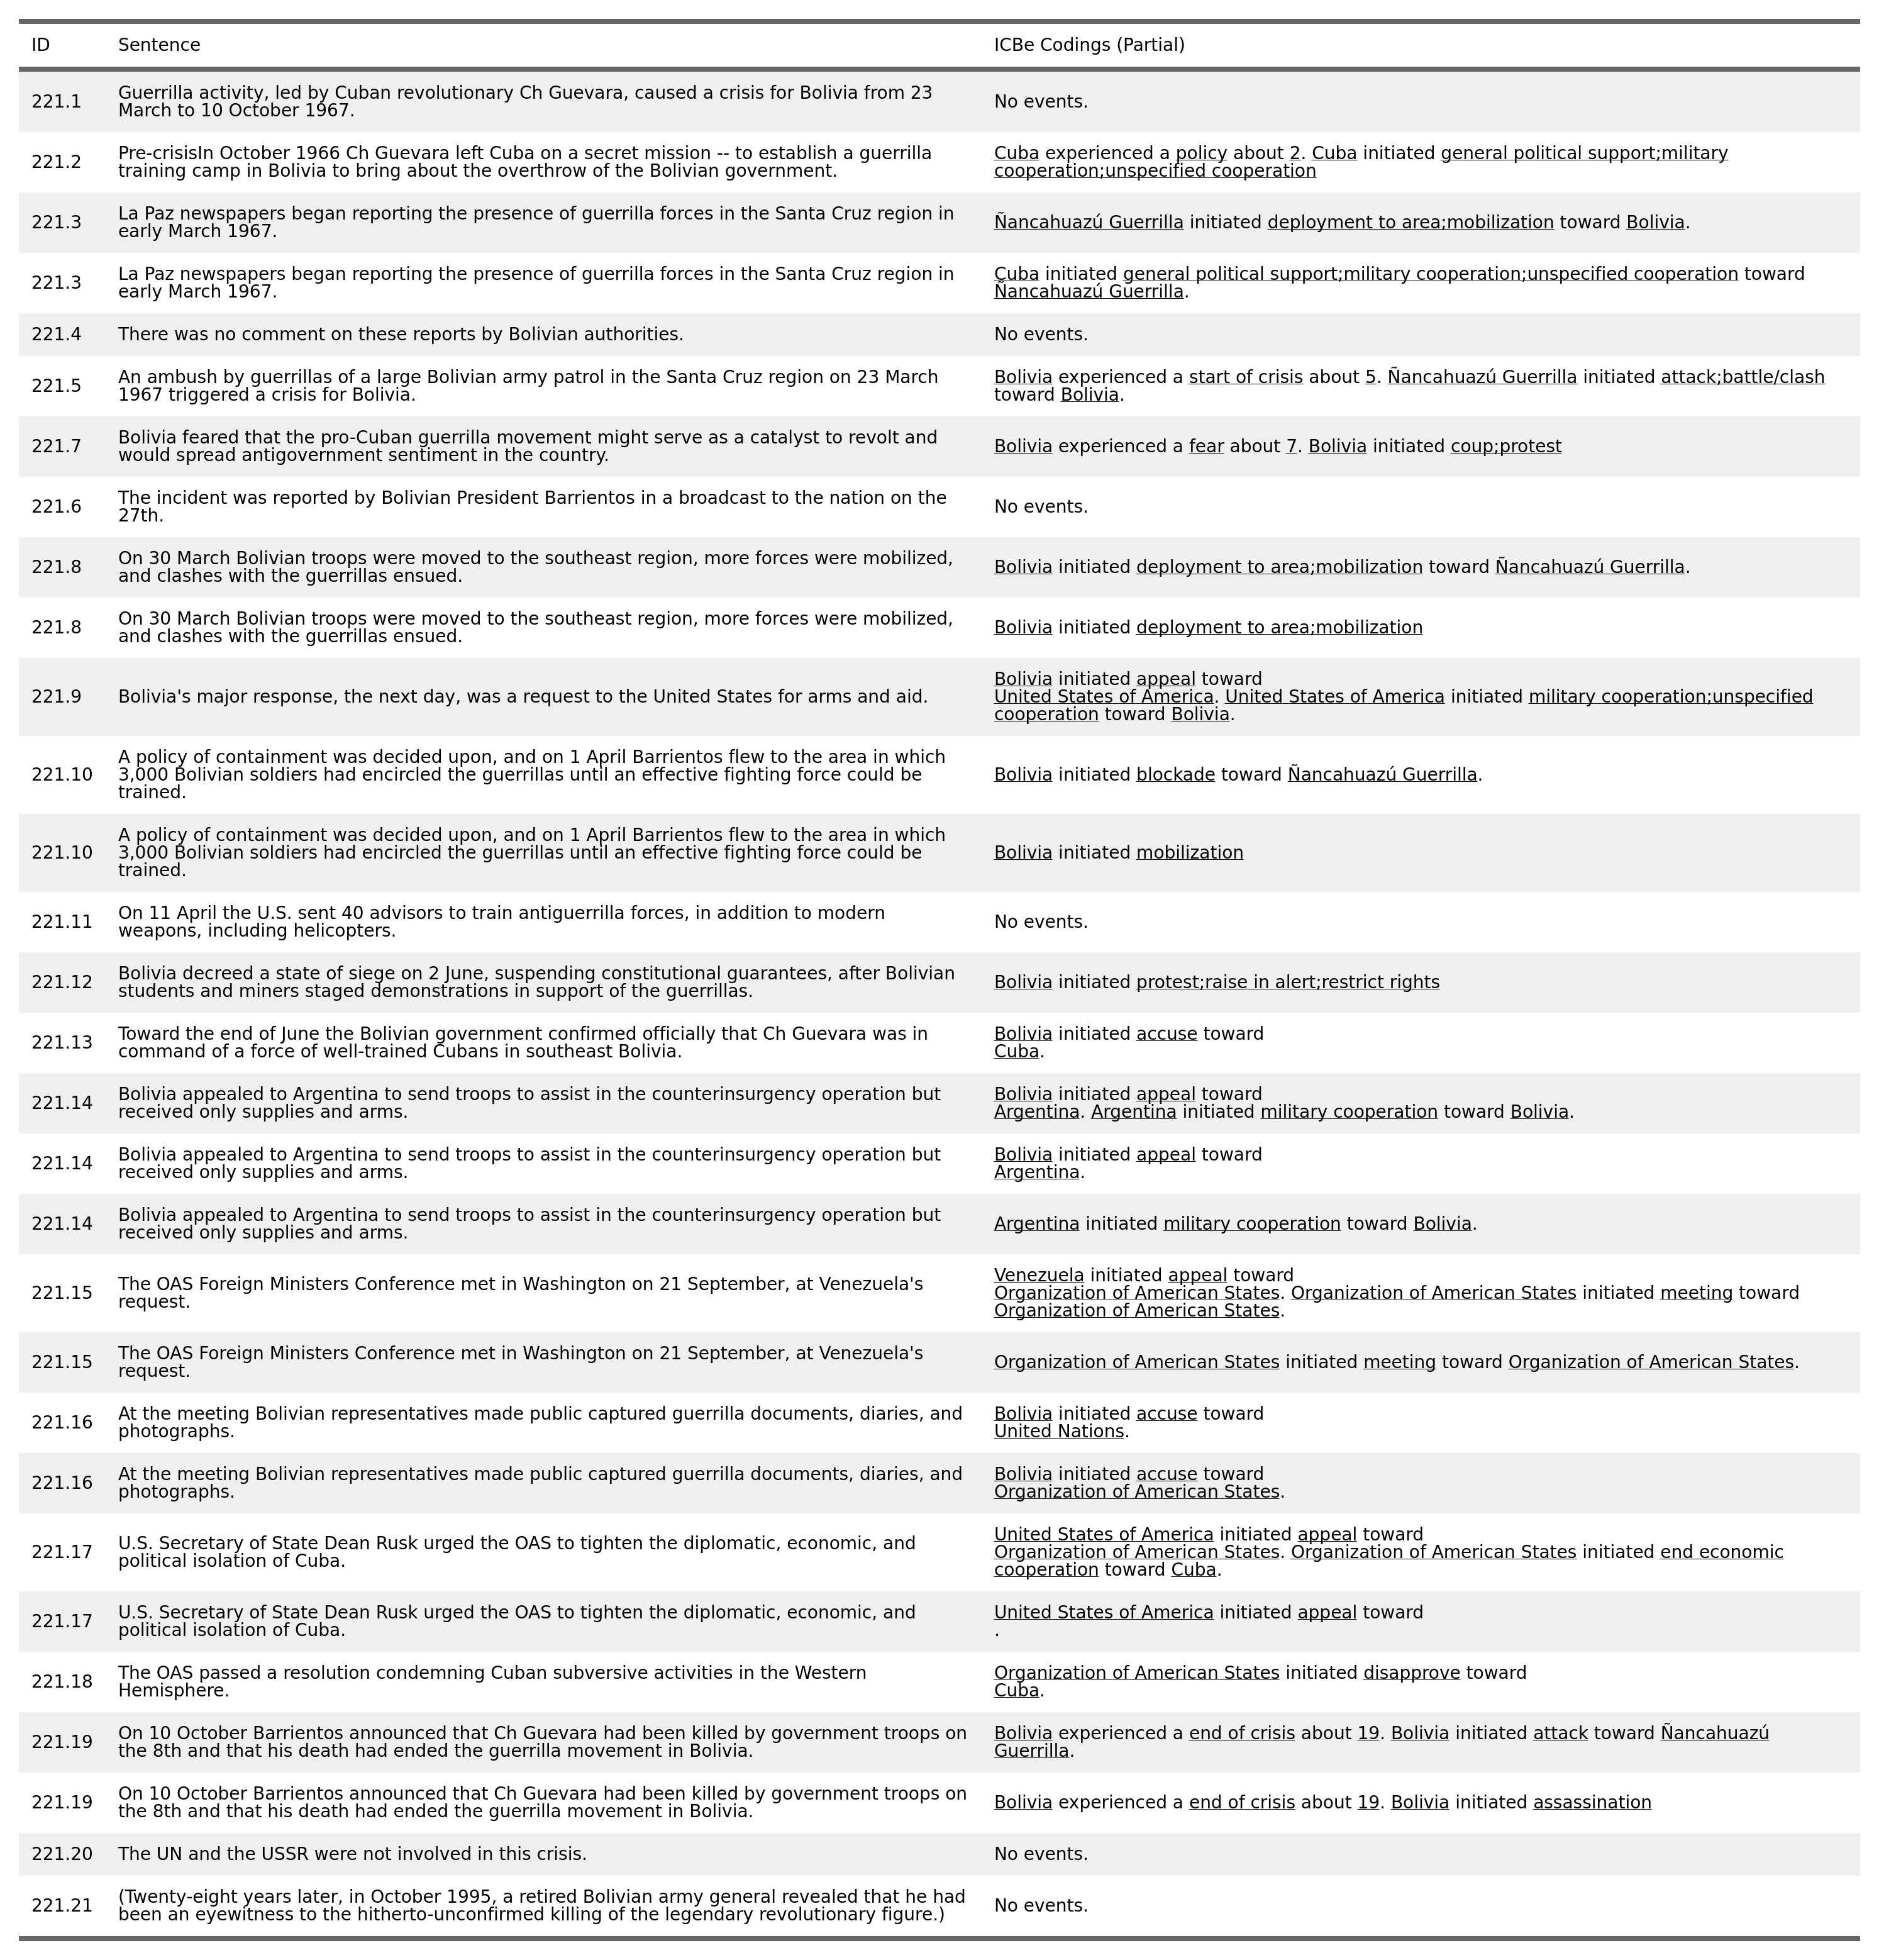 ID Sentence ICBe Codings (Partial)
221.1 Guerrilla activity, led by Cuban revolutionary Ch Guevara, caused a crisis for Bolivia from 23
March to 10 October 1967.
No events.
221.2 Pre-crisisIn October 1966 Ch Guevara left Cuba on a secret mission -- to establish a guerrilla
training camp in Bolivia to bring about the overthrow of the Bolivian government.
Cuba experienced a policy about 2. Cuba initiated general political support;military
cooperation;unspecified cooperation
221.3 La Paz newspapers began reporting the presence of guerrilla forces in the Santa Cruz region in
early March 1967.
Ñancahuazú Guerrilla initiated deployment to area;mobilization toward Bolivia.
221.3 La Paz newspapers began reporting the presence of guerrilla forces in the Santa Cruz region in
early March 1967.
Cuba initiated general political support;military cooperation;unspecified cooperation toward
Ñancahuazú Guerrilla.
221.4 There was no comment on these reports by Bolivian authorities.
No events.
221.5 An ambush by guerrillas of a large Bolivian army patrol in the Santa Cruz region on 23 March
1967 triggered a crisis for Bolivia.
Bolivia experienced a start of crisis about 5. Ñancahuazú Guerrilla initiated attack;battle/clash
toward Bolivia.
221.7 Bolivia feared that the pro-Cuban guerrilla movement might serve as a catalyst to revolt and
would spread antigovernment sentiment in the country.
Bolivia experienced a fear about 7. Bolivia initiated coup;protest
221.6 The incident was reported by Bolivian President Barrientos in a broadcast to the nation on the
27th.
No events.
221.8 On 30 March Bolivian troops were moved to the southeast region, more forces were mobilized,
and clashes with the guerrillas ensued.
Bolivia initiated deployment to area;mobilization toward Ñancahuazú Guerrilla.
221.8 On 30 March Bolivian troops were moved to the southeast region, more forces were mobilized,
and clashes with the guerrillas ensued.
Bolivia initiated deployment to area;mobilization
221.9 Bolivia's major response, the next day, was a request to the United States for arms and aid.
Bolivia initiated appeal toward
United States of America. United States of America initiated military cooperation;unspecified
cooperation toward Bolivia.
221.10 A policy of containment was decided upon, and on 1 April Barrientos flew to the area in which
3,000 Bolivian soldiers had encircled the guerrillas until an effective fighting force could be
trained.
Bolivia initiated blockade toward Ñancahuazú Guerrilla.
221.10 A policy of containment was decided upon, and on 1 April Barrientos flew to the area in which
3,000 Bolivian soldiers had encircled the guerrillas until an effective fighting force could be
trained.
Bolivia initiated mobilization
221.11 On 11 April the U.S. sent 40 advisors to train antiguerrilla forces, in addition to modern
weapons, including helicopters.
No events.
221.12 Bolivia decreed a state of siege on 2 June, suspending constitutional guarantees, after Bolivian
students and miners staged demonstrations in support of the guerrillas.
Bolivia initiated protest;raise in alert;restrict rights
221.13 Toward the end of June the Bolivian government confirmed officially that Ch Guevara was in
command of a force of well-trained Cubans in southeast Bolivia.
Bolivia initiated accuse toward
Cuba.
221.14 Bolivia appealed to Argentina to send troops to assist in the counterinsurgency operation but
received only supplies and arms.
Bolivia initiated appeal toward
Argentina. Argentina initiated military cooperation toward Bolivia.
221.14 Bolivia appealed to Argentina to send troops to assist in the counterinsurgency operation but
received only supplies and arms.
Bolivia initiated appeal toward
Argentina.
221.14 Bolivia appealed to Argentina to send troops to assist in the counterinsurgency operation but
received only supplies and arms.
Argentina initiated military cooperation toward Bolivia.
221.15 The OAS Foreign Ministers Conference met in Washington on 21 September, at Venezuela's
request.
Venezuela initiated appeal toward
Organization of American States. Organization of American States initiated meeting toward
Organization of American States.
221.15 The OAS Foreign Ministers Conference met in Washington on 21 September, at Venezuela's
request.
Organization of American States initiated meeting toward Organization of American States.
221.16 At the meeting Bolivian representatives made public captured guerrilla documents, diaries, and
photographs.
Bolivia initiated accuse toward
United Nations.
221.16 At the meeting Bolivian representatives made public captured guerrilla documents, diaries, and
photographs.
Bolivia initiated accuse toward
Organization of American States.
221.17 U.S. Secretary of State Dean Rusk urged the OAS to tighten the diplomatic, economic, and
political isolation of Cuba.
United States of America initiated appeal toward
Organization of American States. Organization of American States initiated end economic
cooperation toward Cuba.
221.17 U.S. Secretary of State Dean Rusk urged the OAS to tighten the diplomatic, economic, and
political isolation of Cuba.
United States of America initiated appeal toward
.
221.18 The OAS passed a resolution condemning Cuban subversive activities in the Western
Hemisphere.
Organization of American States initiated disapprove toward
Cuba.
221.19 On 10 October Barrientos announced that Ch Guevara had been killed by government troops on
the 8th and that his death had ended the guerrilla movement in Bolivia.
Bolivia experienced a end of crisis about 19. Bolivia initiated attack toward Ñancahuazú
Guerrilla.
221.19 On 10 October Barrientos announced that Ch Guevara had been killed by government troops on
the 8th and that his death had ended the guerrilla movement in Bolivia.
Bolivia experienced a end of crisis about 19. Bolivia initiated assassination
221.20 The UN and the USSR were not involved in this crisis.
No events.
221.21 (Twenty-eight years later, in October 1995, a retired Bolivian army general revealed that he had
been an eyewitness to the hitherto-unconfirmed killing of the legendary revolutionary figure.)
No events.